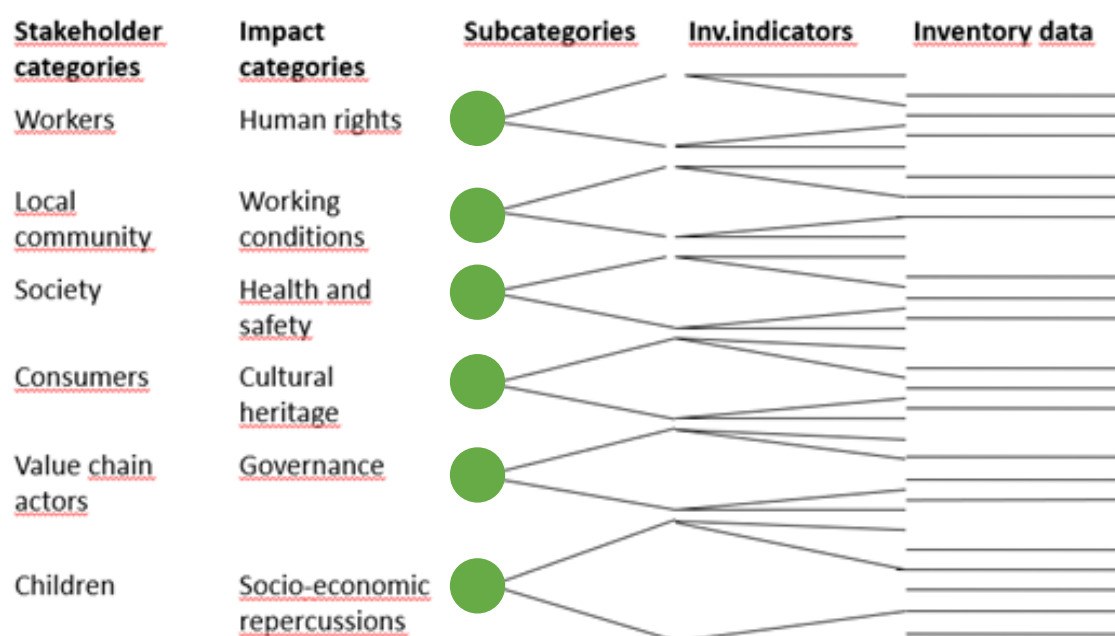 Stakeholder categories
Impact categories
Subcategories
Inv.indicators
Inventory data
Workers
Human rights
Local community
Working conditions
Society
Health and safety
Consumers
Cultural heritage
Value chain actors
Governance
Children
Socio-economic repercussions